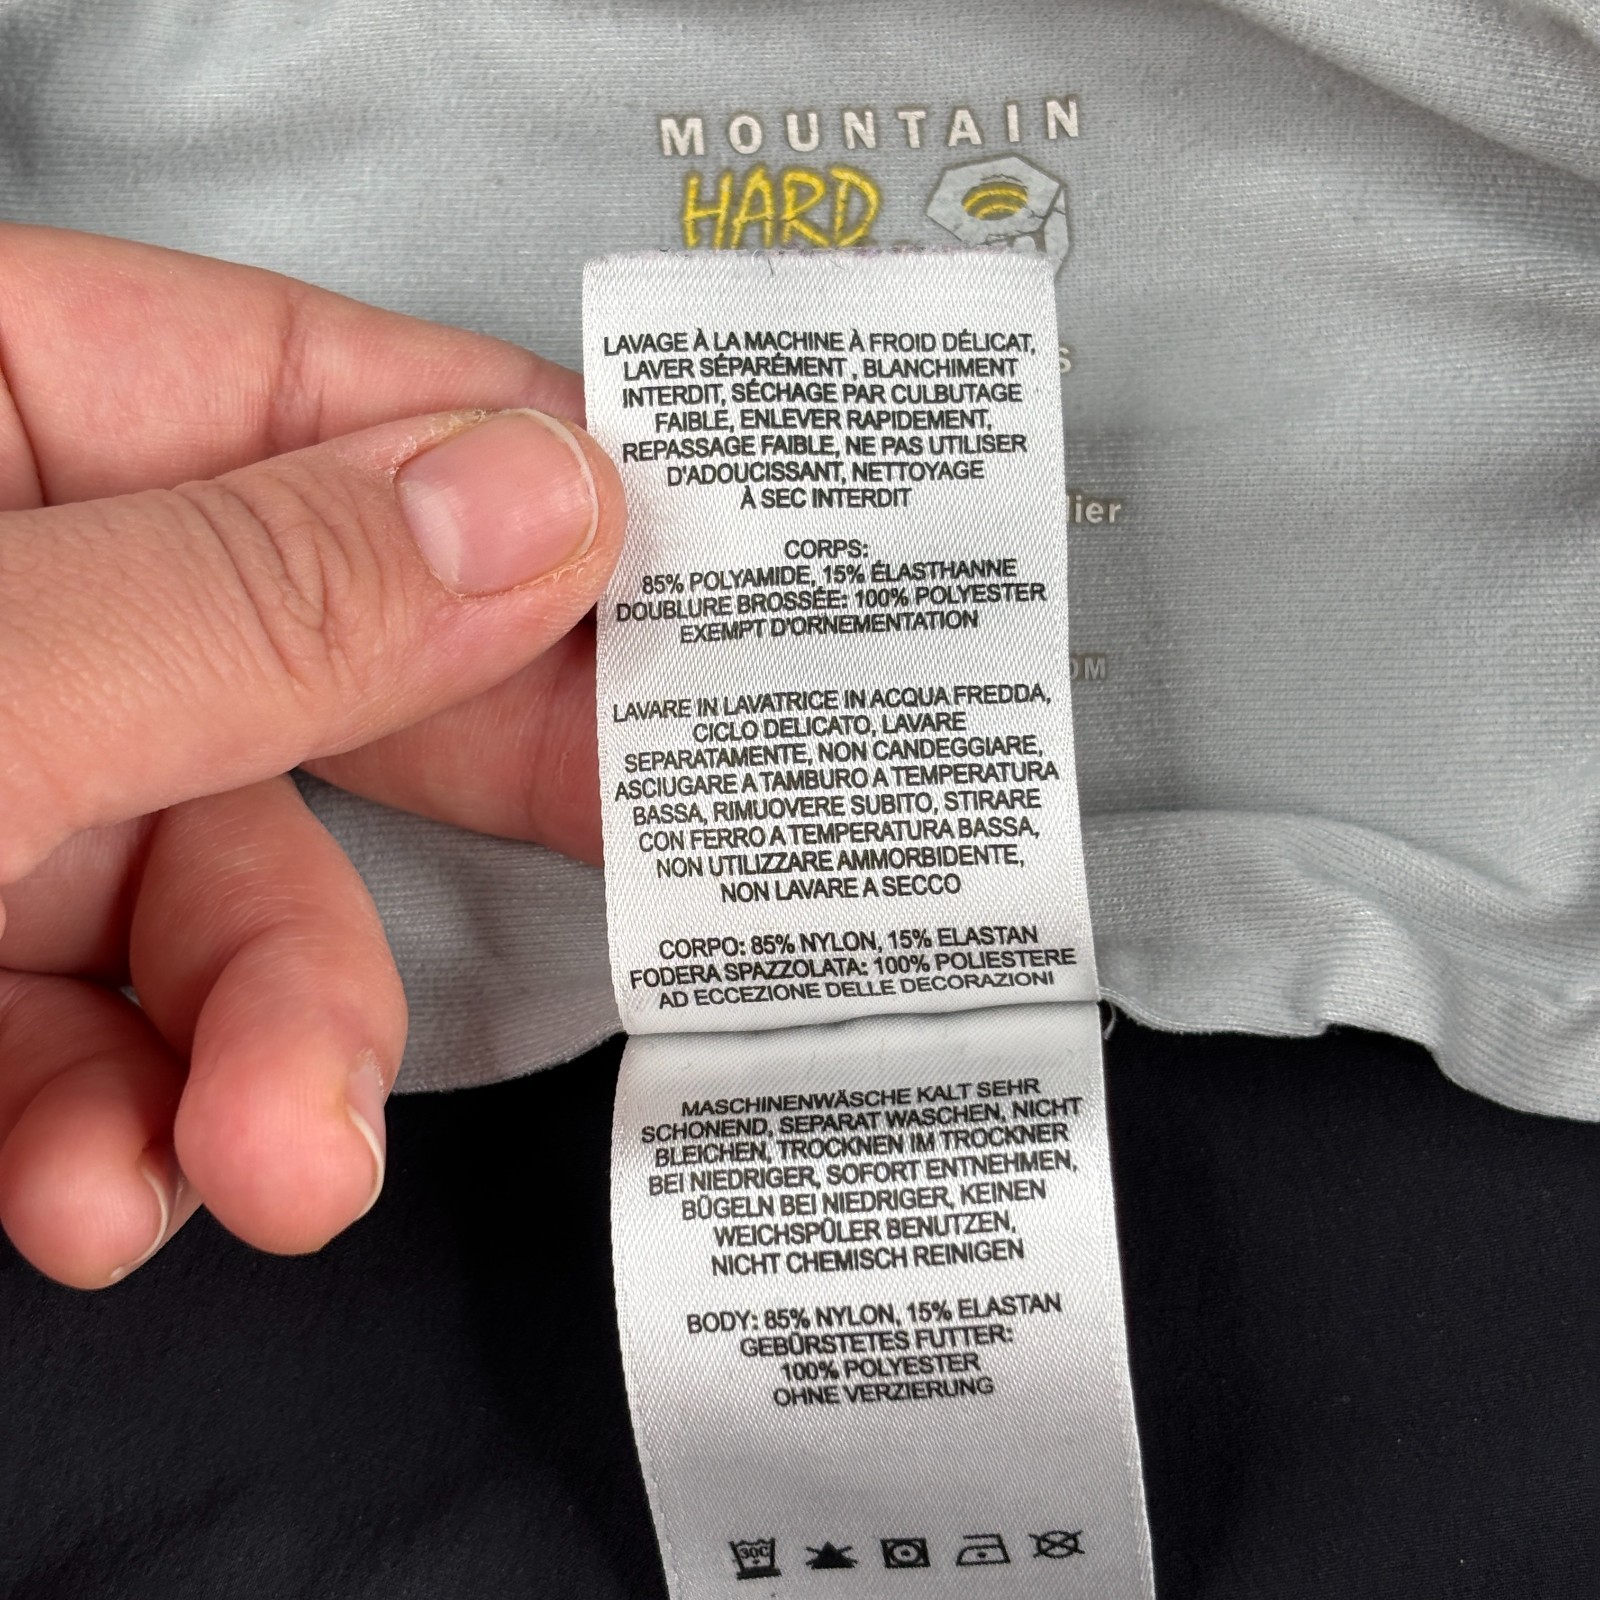 MOUNTAIN
HARD
LAVAGE À LA MACHINE À FROID DÉLICAT,
LAVER SÉPARÉMENT , BLANCHIMENT
INTERDIT, SÉCHAGE PAR CULBUTAGE
FAIBLE, ENLEVER RAPIDEMENT,
REPASSAGE FAIBLE, NE PAS UTILISER
D'ADOUCISSANT, NETTOYAGE
À SEC INTERDIT
CORPS:
85% POLYAMIDE, 15% ÉLASTHANNE
DOUBLURE BROSSÉE: 100% POLYESTER
EXEMPT D'ORNEMENTATION
LAVARE IN LAVATRICE IN ACQUA FREDDA,
CICLO DELICATO, LAVARE
SEPARATAMENTE, NON CANDEGGIARE,
ASCIUGARE A TAMBURO A TEMPERATURA
BASSA, RIMUOVERE SUBITO, STIRARE
CON FERRO A TEMPERATURA BASSA,
NON UTILIZZARE AMMORBIDENTE,
NON LAVARE A SECCO
CORPO: 85% NYLON, 15% ELASTAN
FODERA SPAZZOLATA: 100% POLIESTERE
AD ECCEZIONE DELLE DECORAZIONI
MASCHINENWÄSCHE KALT SEHR
SCHONEND, SEPARAT WASCHEN, NICHT
BLEICHEN, TROCKNEN IM TROCKNER
BEI NIEDRIGER, SOFORT ENTNEHMEN,
BÜGELN BEI NIEDRIGER, KEINEN
WEICHSPÜLER BENUTZEN,
NICHT CHEMISCH REINIGEN
BODY: 85% NYLON, 15% ELASTAN
GEBÜRSTETES FUTTER:
100% POLYESTER
OHNE VERZIERUNG
30C